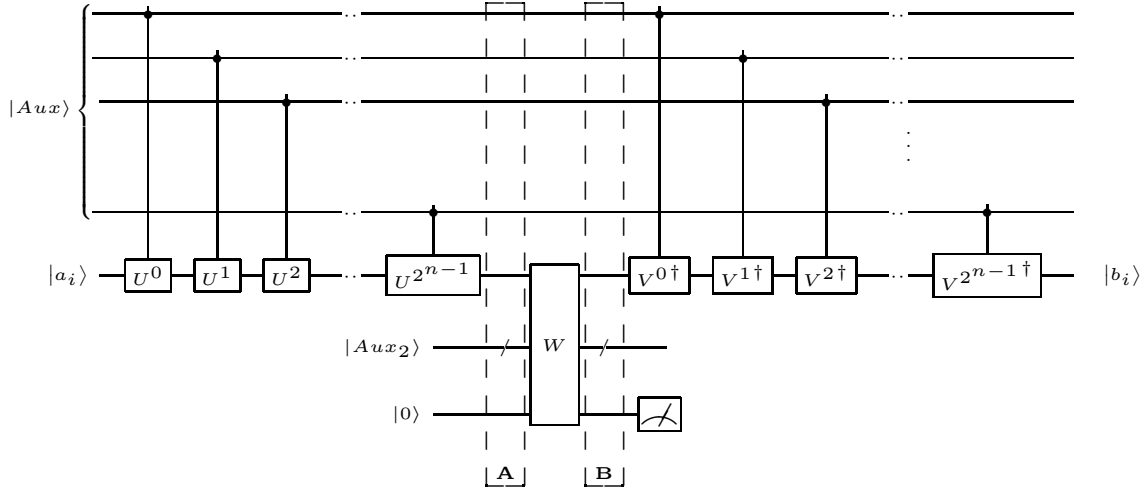 |Aux⟩
|a_i⟩ U^0 U^1 U^2 ·· U^{2^{n-1}} V^{0†} V^{1†} V^{2†} ·· V^{2^{n-1}†} |b_i⟩
|Aux_2⟩ W
|0⟩
A B